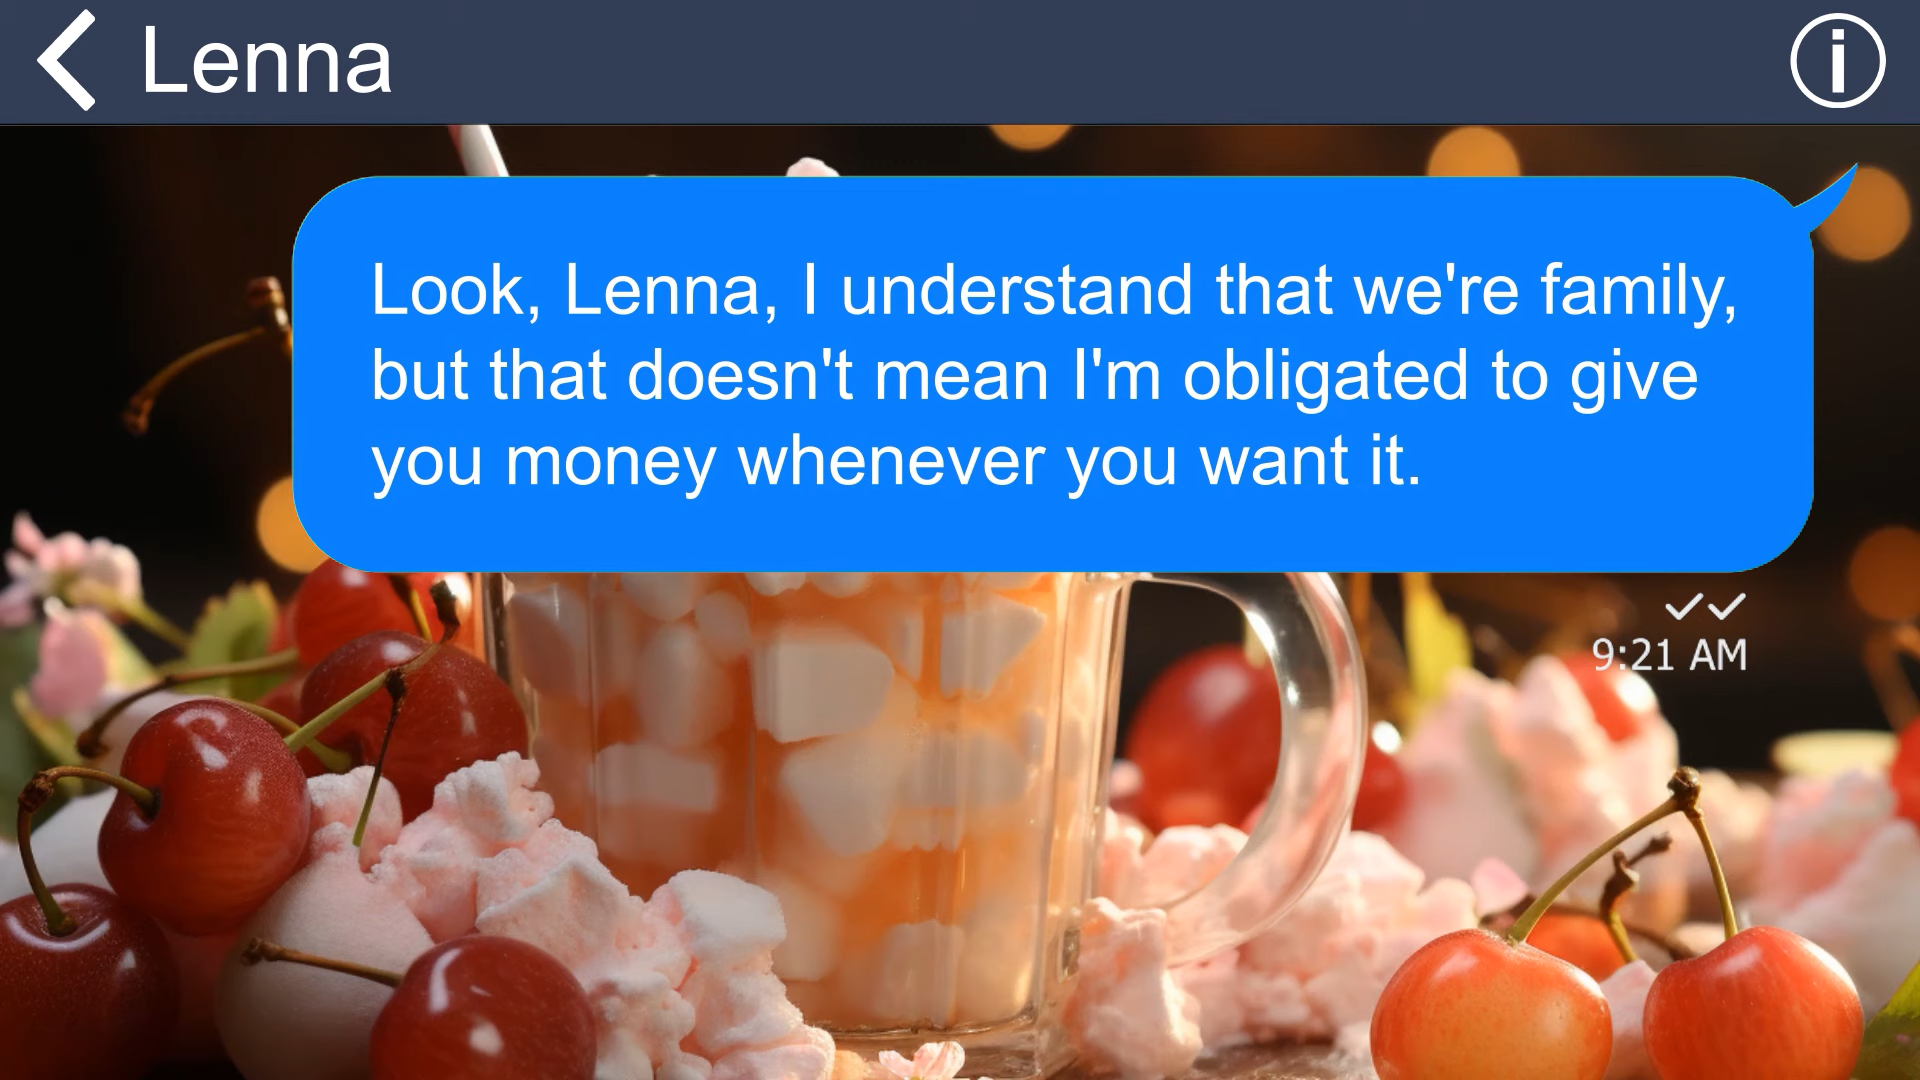 Lenna
Look, Lenna, I understand that we're family,
but that doesn't mean I'm obligated to give
you money whenever you want it.
9:21 AM